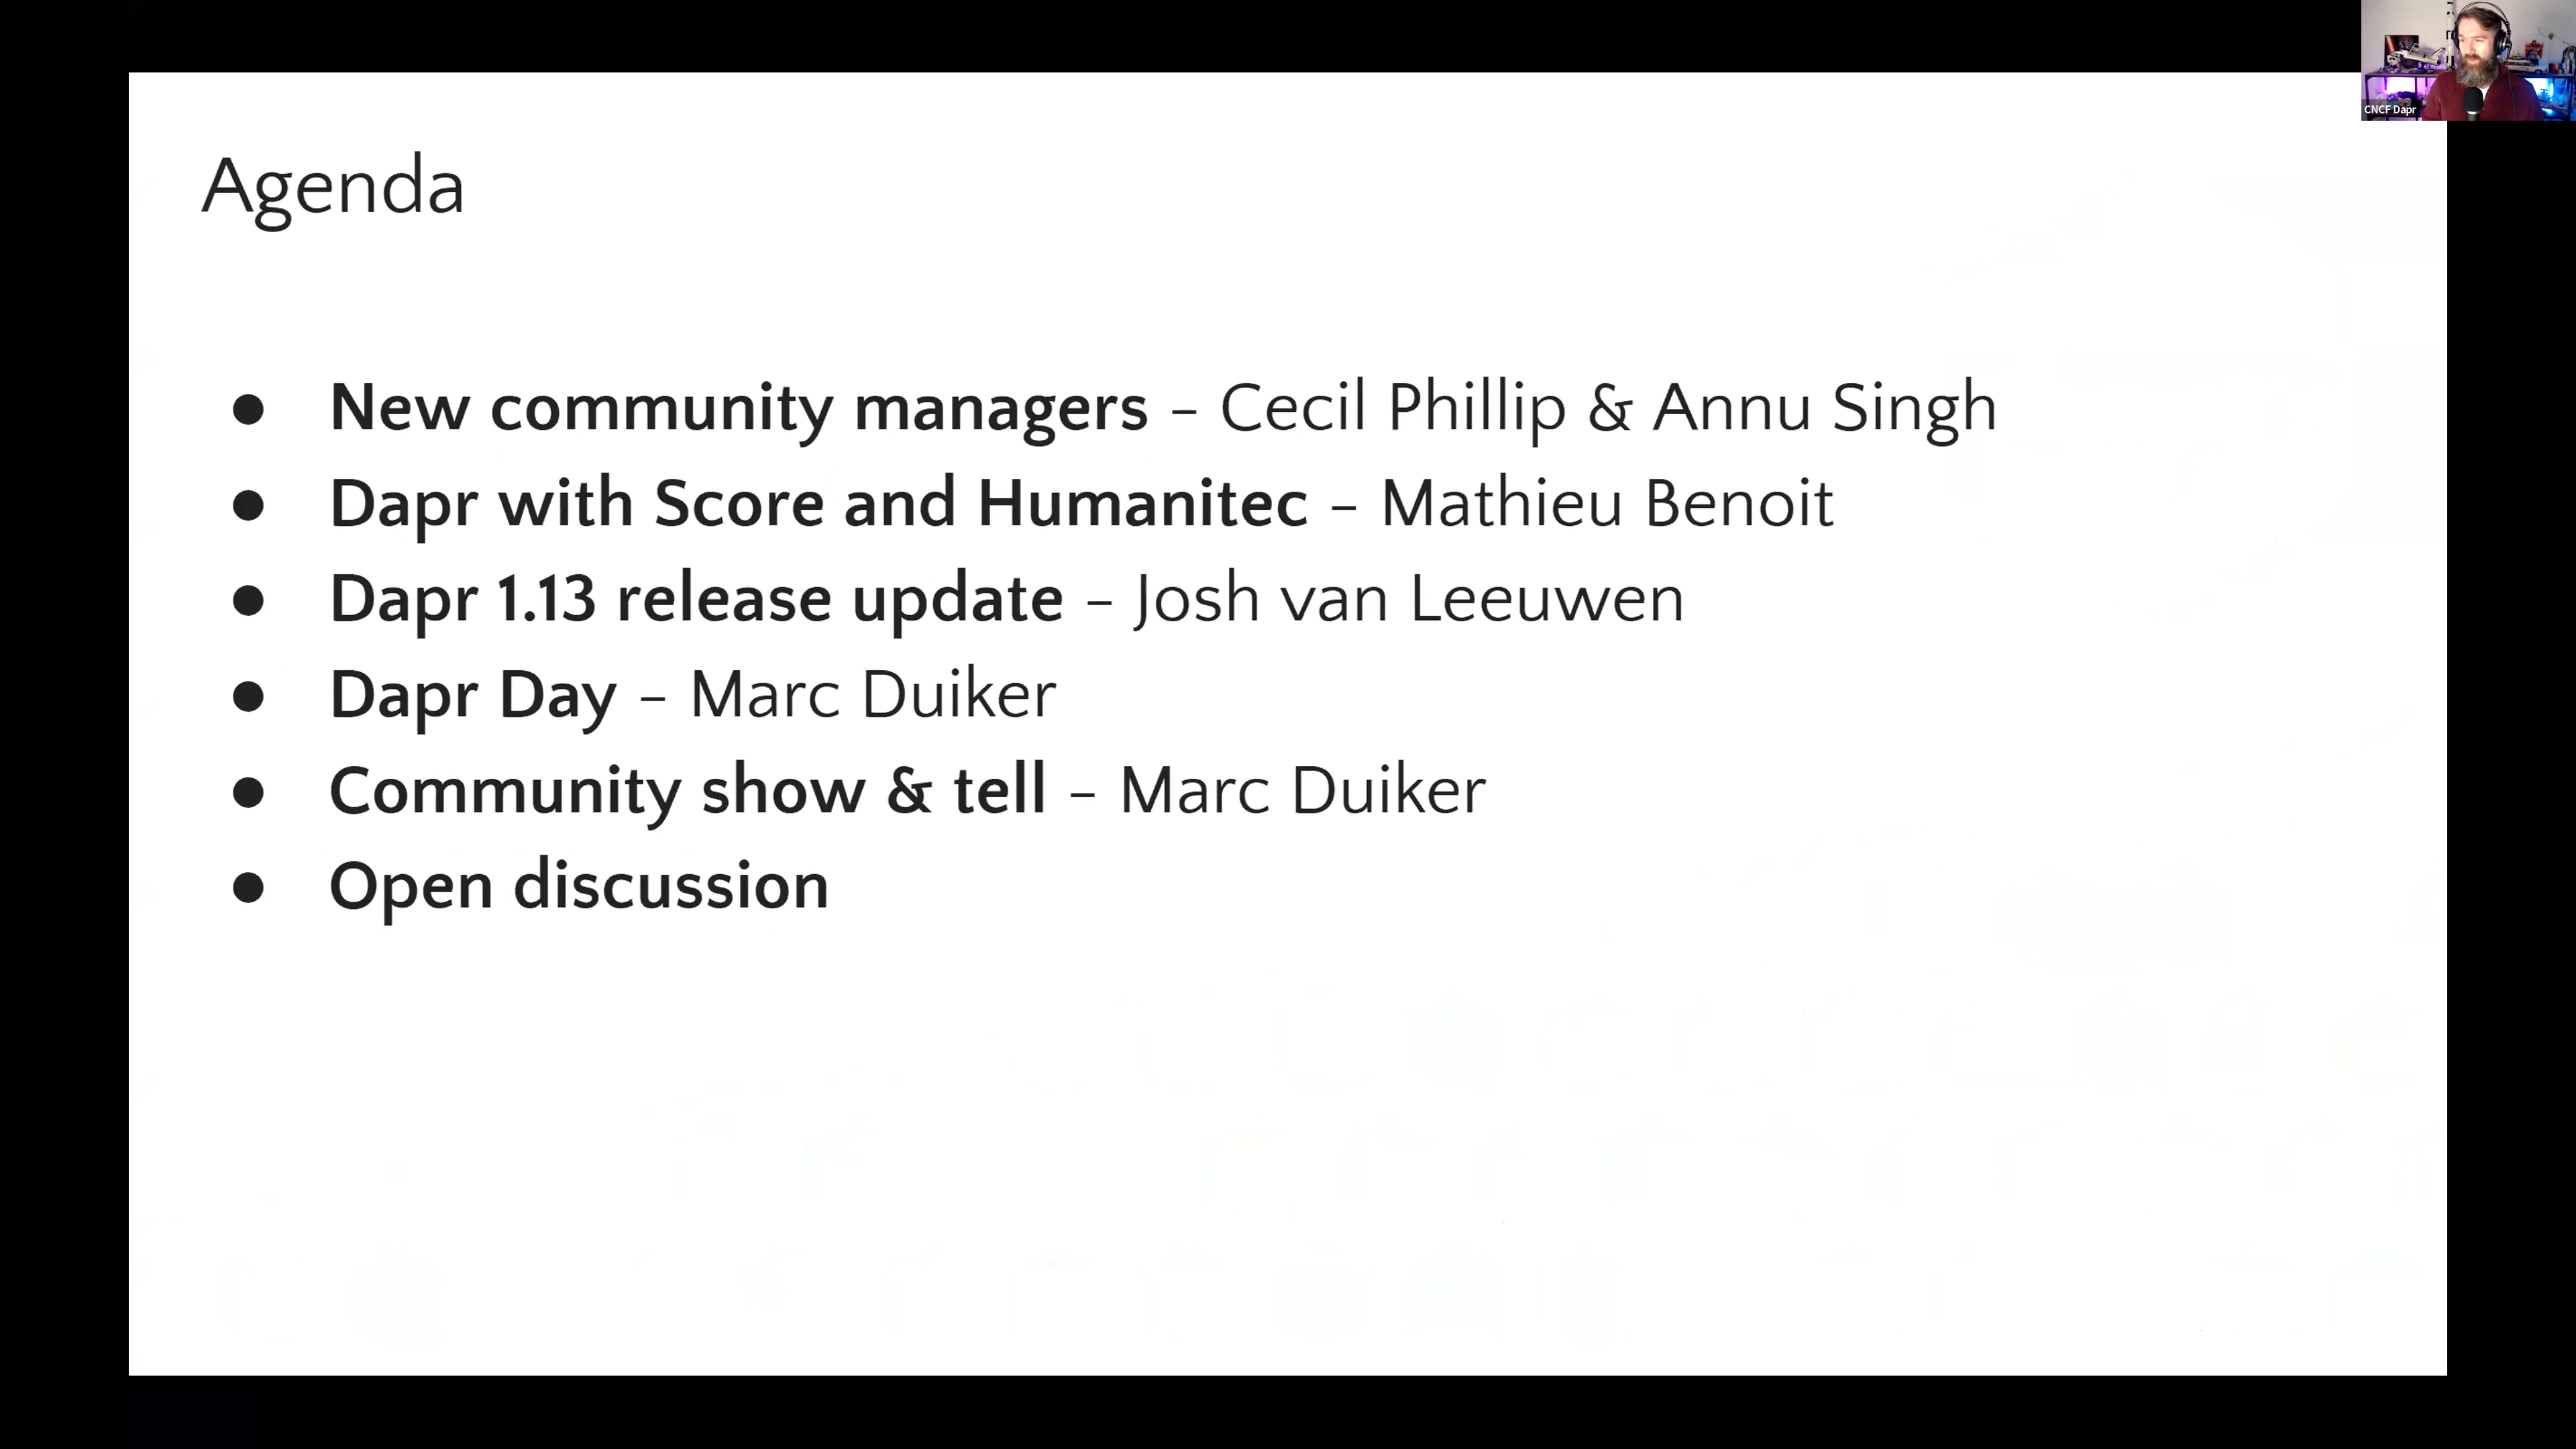 CNCF Dapr
Agenda
● New community managers – Cecil Phillip & Annu Singh
● Dapr with Score and Humanitec – Mathieu Benoit
● Dapr 1.13 release update – Josh van Leeuwen
● Dapr Day – Marc Duiker
● Community show & tell – Marc Duiker
● Open discussion